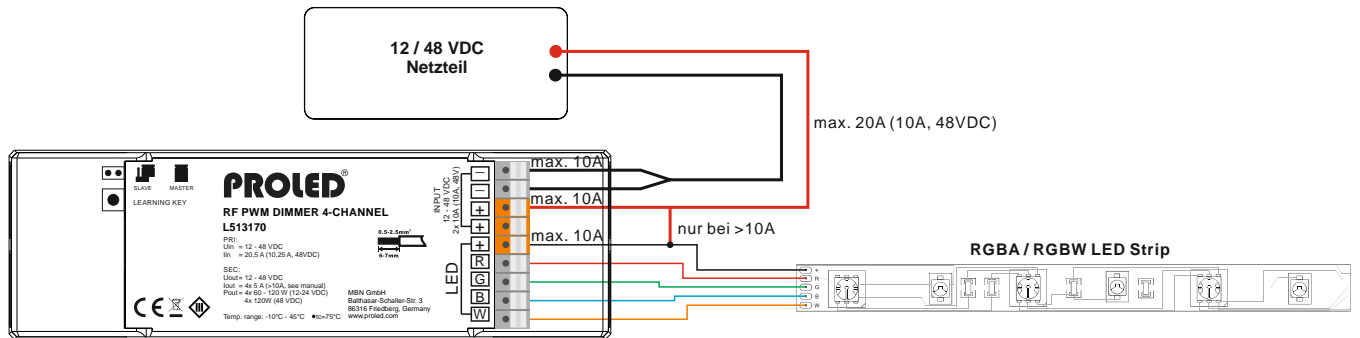 12 / 48 VDC
Netzteil
max. 20A (10A, 48VDC)
SLAVE MASTER
LEARNING KEY
PROLED®
RF PWM DIMMER 4-CHANNEL
L513170
PRI:
Uin = 12 - 48 VDC
Iin = 20,5 A (10,25 A, 48VDC)
SEC:
Uout= 12 - 48 VDC
Iout = 4x 5 A (>10A, see manual)
Pout = 4x 60 - 120 W (12-24 VDC)
4x 120W (48 VDC)
Temp. range: -10°C - 45°C ●tc=75°C
0.5-2.5mm²
6-7mm
MBN GmbH
Balthasar-Schaller-Str. 3
86316 Friedberg, Germany
www.proled.com
CE
III
INPUT
12 - 48 VDC
2x 10A (10A, 48V)
LED
−
−
+
+
+
R
G
B
W
max. 10A
max. 10A
max. 10A
nur bei >10A
RGBA / RGBW LED Strip
+
R
G
B
W